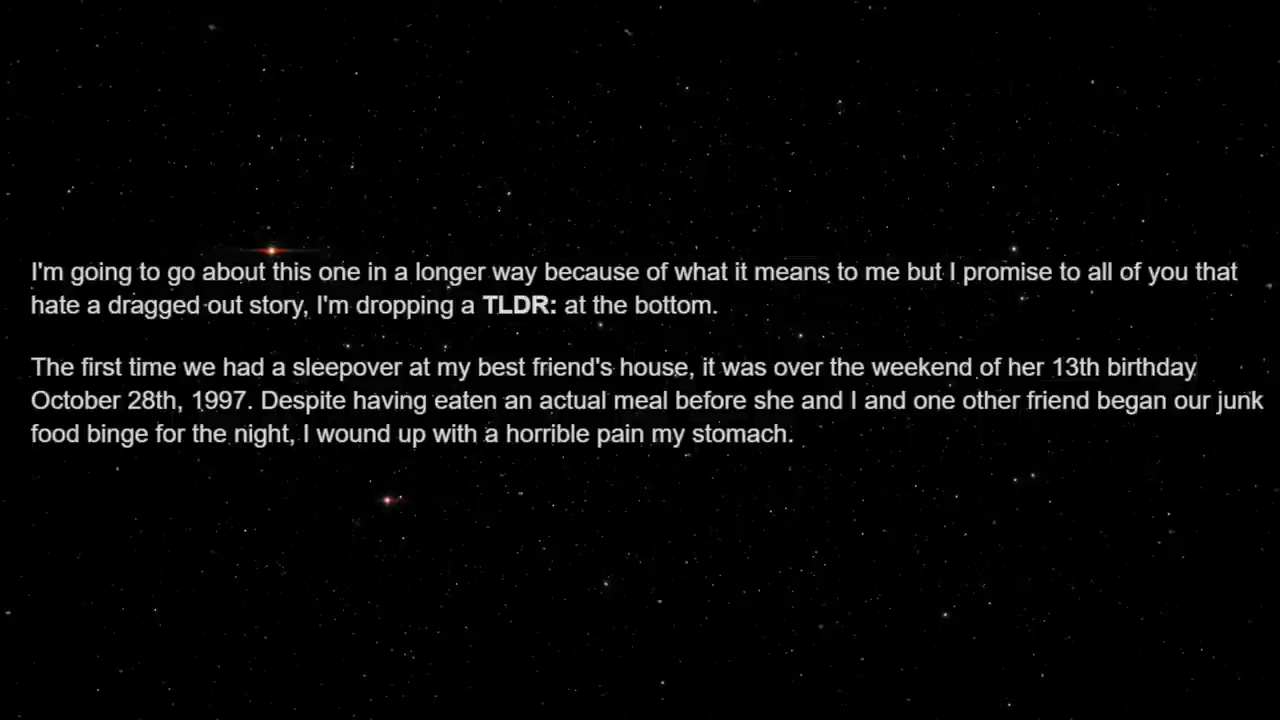 I'm going to go about this one in a longer way because of what it means to me but I promise to all of you that
hate a dragged out story, I'm dropping a TLDR: at the bottom.
The first time we had a sleepover at my best friend's house, it was over the weekend of her 13th birthday
October 28th, 1997. Despite having eaten an actual meal before she and I and one other friend began our junk
food binge for the night, I wound up with a horrible pain my stomach.